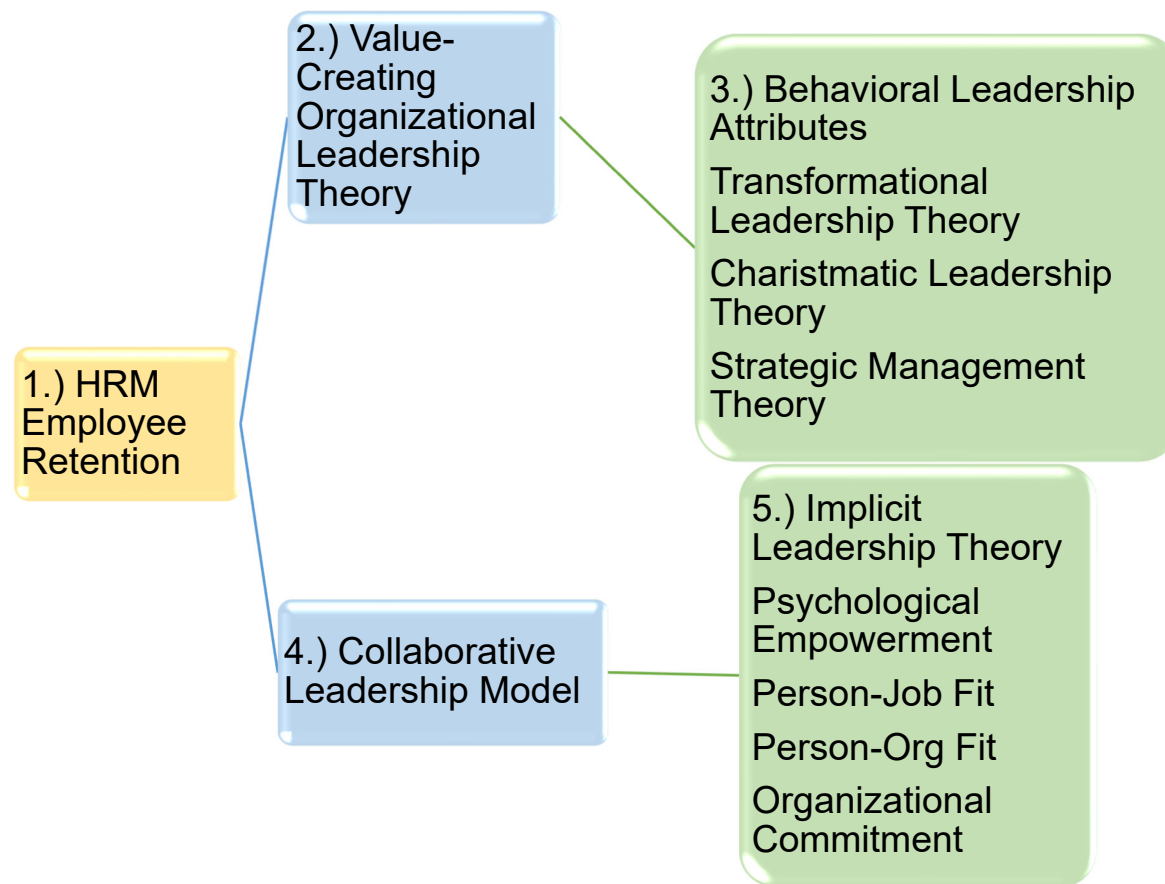 1.) HRM
Employee
Retention
2.) Value-
Creating
Organizational
Leadership
Theory
3.) Behavioral Leadership
Attributes
Transformational
Leadership Theory
Charistmatic Leadership
Theory
Strategic Management
Theory
4.) Collaborative
Leadership Model
5.) Implicit
Leadership Theory
Psychological
Empowerment
Person-Job Fit
Person-Org Fit
Organizational
Commitment